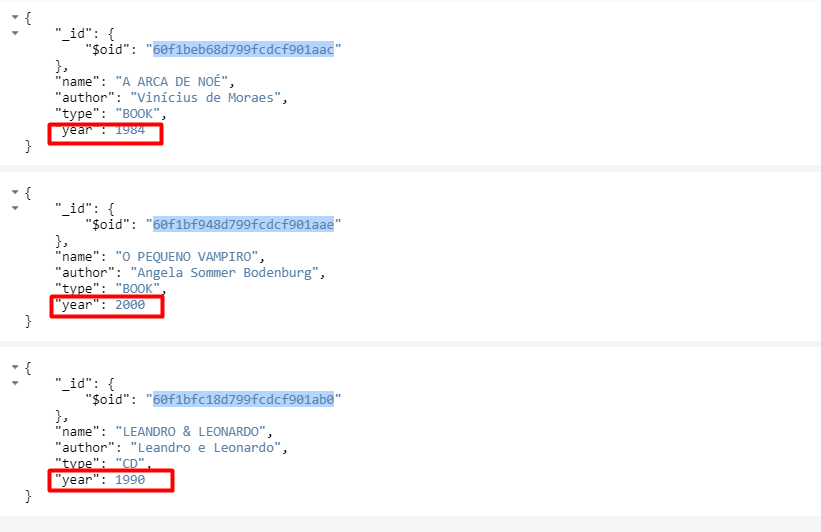 {
"_id": {
"$oid": "60f1beb68d799fcdcf901aac"
},
"name": "A ARCA DE NOÉ",
"author": "Vinícius de Moraes",
"type": "BOOK",
"year": 1984
}
{
"_id": {
"$oid": "60f1bf948d799fcdcf901aae"
},
"name": "O PEQUENO VAMPIRO",
"author": "Angela Sommer Bodenburg",
"type": "BOOK",
"year": 2000
}
{
"_id": {
"$oid": "60f1bfc18d799fcdcf901ab0"
},
"name": "LEANDRO & LEONARDO",
"author": "Leandro e Leonardo",
"type": "CD",
"year": 1990
}